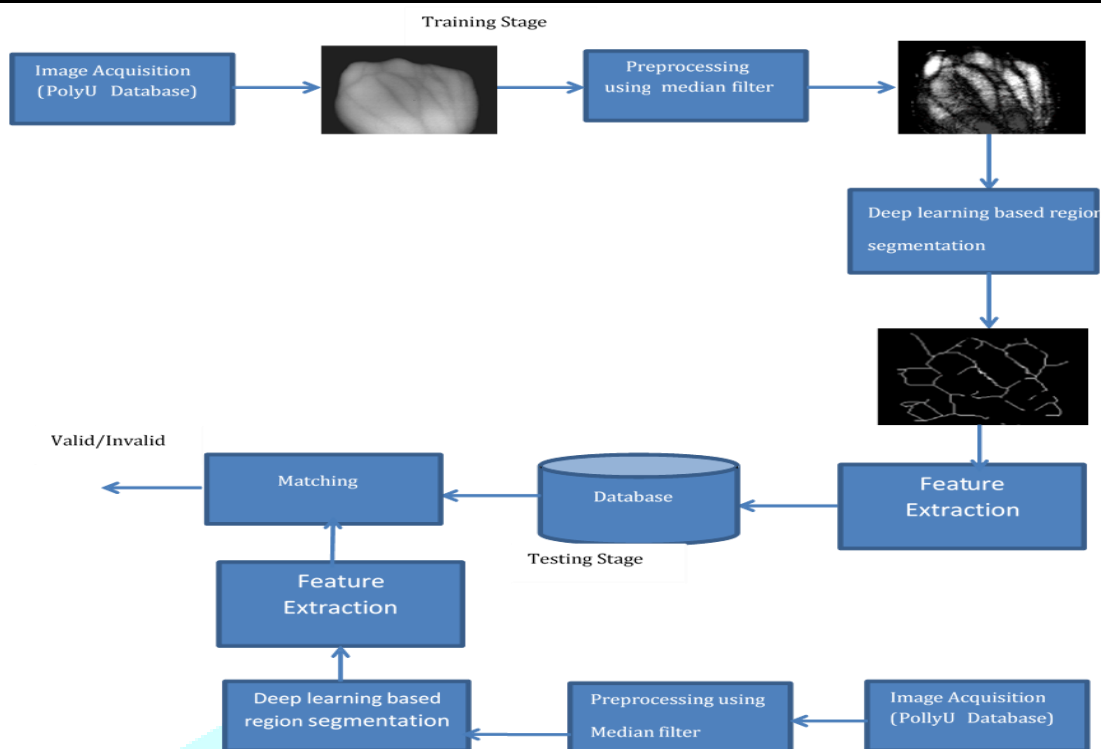 Training Stage
Image Acquisition
(PolyU Database)
Preprocessing
using median filter
Deep learning based region
segmentation
Valid/Invalid
Matching
Database
Feature
Extraction
Testing Stage
Feature
Extraction
Deep learning based
region segmentation
Preprocessing using
Median filter
Image Acquisition
(PollyU Database)